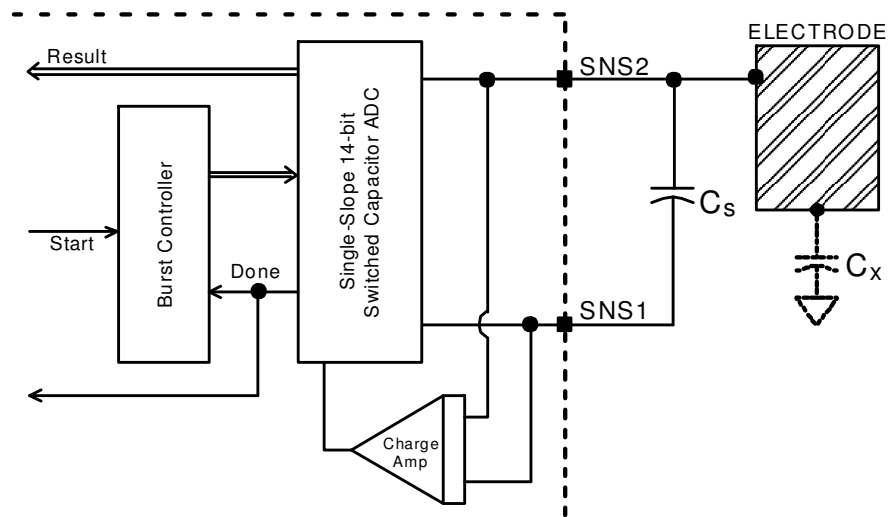 ELECTRODE
Result
SNS2
Single-Slope 14-bit
Switched Capacitor ADC
Burst Controller
Cs
Start
Done
Cx
SNS1
Charge
Amp